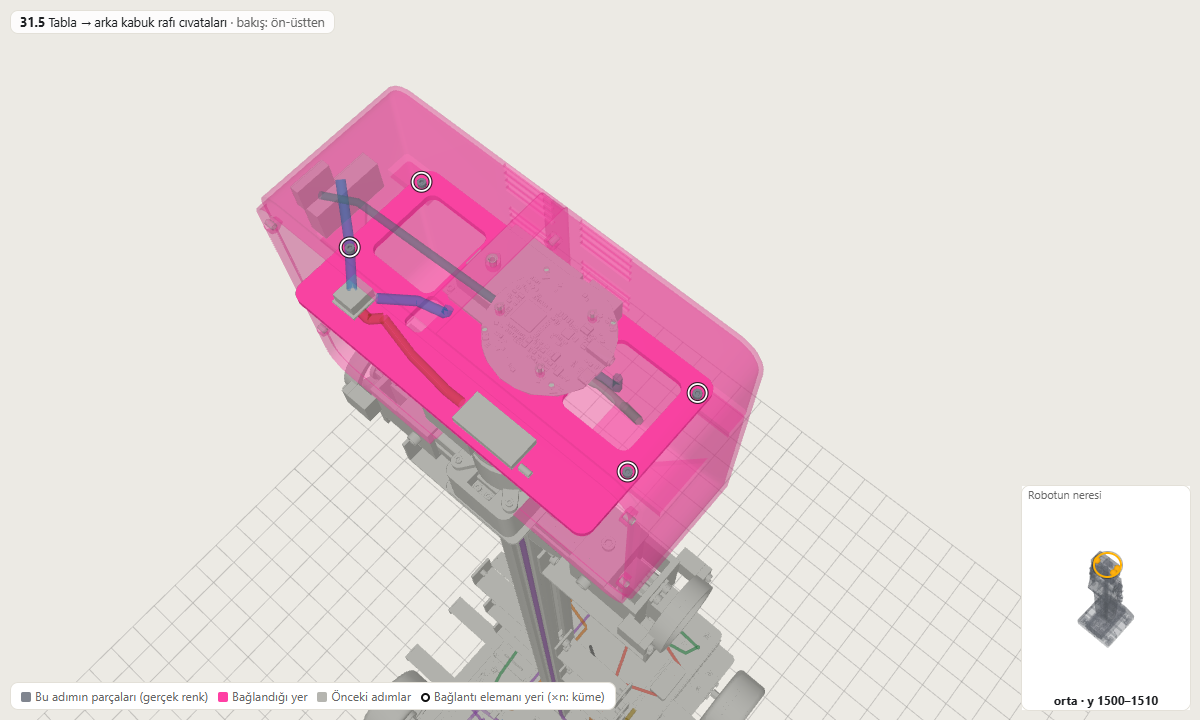 31.5 Tabla → arka kabuk rafı cıvataları · bakış: ön-üstten
Robotun neresi
orta · y 1500–1510
Bu adımın parçaları (gerçek renk) Bağlandığı yer Önceki adımlar Bağlantı elemanı yeri (×n: küme)